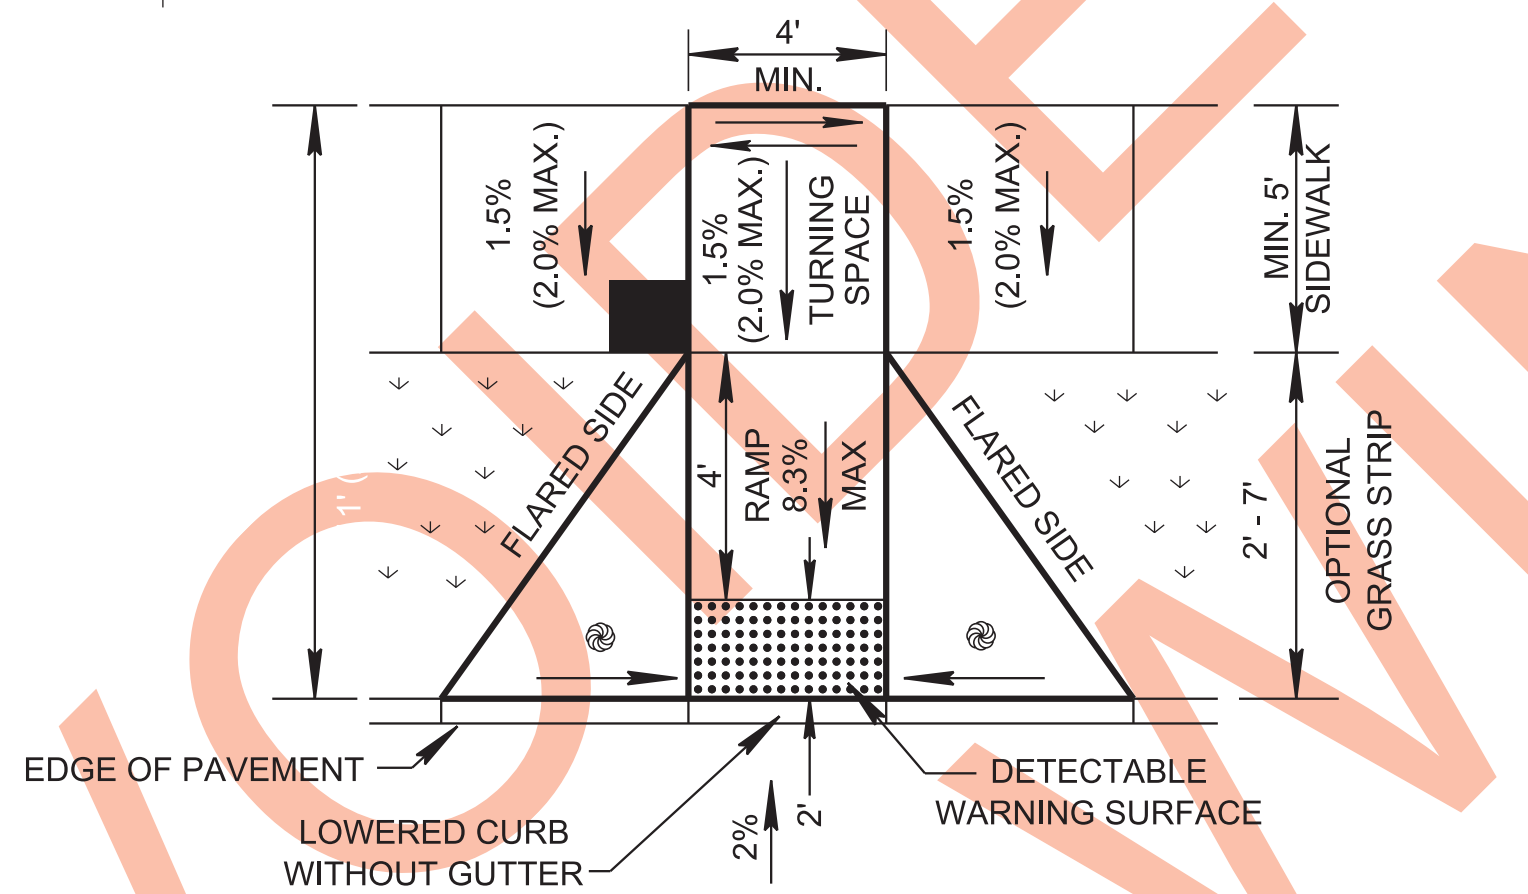 4'
MIN.
1.5%
(2.0% MAX.)
1.5%
(2.0% MAX.)
TURNING
SPACE
1.5%
(2.0% MAX.)
MIN. 5'
SIDEWALK
FLARED SIDE
4'
RAMP
8.3%
MAX
FLARED SIDE
2' - 7'
OPTIONAL
GRASS STRIP
1' (
EDGE OF PAVEMENT
LOWERED CURB
WITHOUT GUTTER
2%
2'
DETECTABLE
WARNING SURFACE